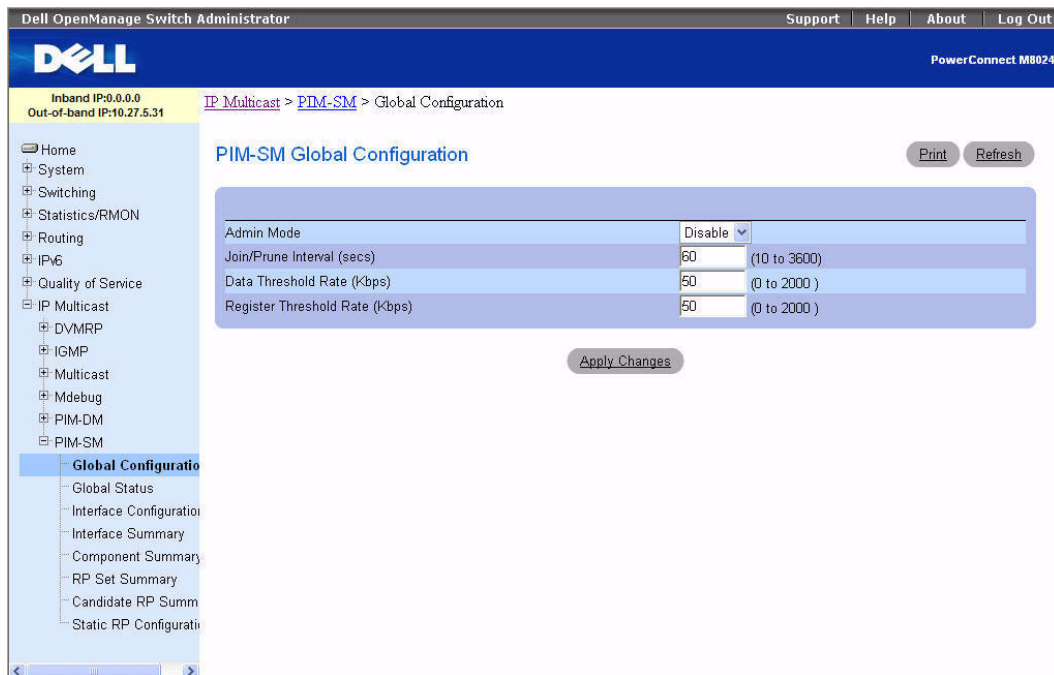 Dell OpenManage Switch Administrator
Support | Help | About | Log Out
DELL
PowerConnect M8024
Inband IP:0.0.0.0
Out-of-band IP:10.27.5.31
IP Multicast > PIM-SM > Global Configuration
Home
System
Switching
Statistics/RMON
Routing
IPv6
Quality of Service
IP Multicast
DVMRP
IGMP
Multicast
Mdebug
PIM-DM
PIM-SM
Global Configuratio
Global Status
Interface Configuration
Interface Summary
Component Summary
RP Set Summary
Candidate RP Summ
Static RP Configurati
PIM-SM Global Configuration
Print Refresh
Admin Mode Disable
Join/Prune Interval (secs) 60 (10 to 3600)
Data Threshold Rate (Kbps) 50 (0 to 2000 )
Register Threshold Rate (Kbps) 50 (0 to 2000 )
Apply Changes